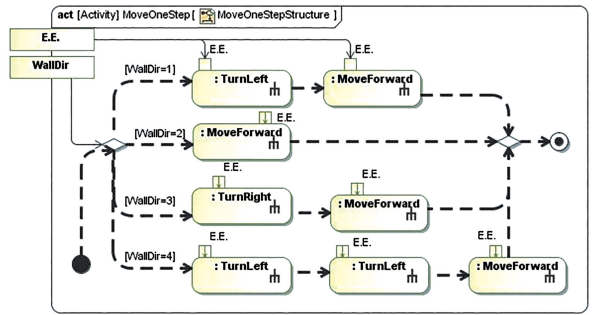 act [Activity] MoveOneStep [ MoveOneStepStructure ]
E.E.
WallDir
E.E.
E.E.
[WallDir=1]
: TurnLeft
: MoveForward
E.E.
[WallDir=2]
: MoveForward
E.E.
E.E.
[WallDir=3]
: TurnRight
: MoveForward
E.E.
E.E.
E.E.
[WallDir=4]
: TurnLeft
: TurnLeft
: MoveForward